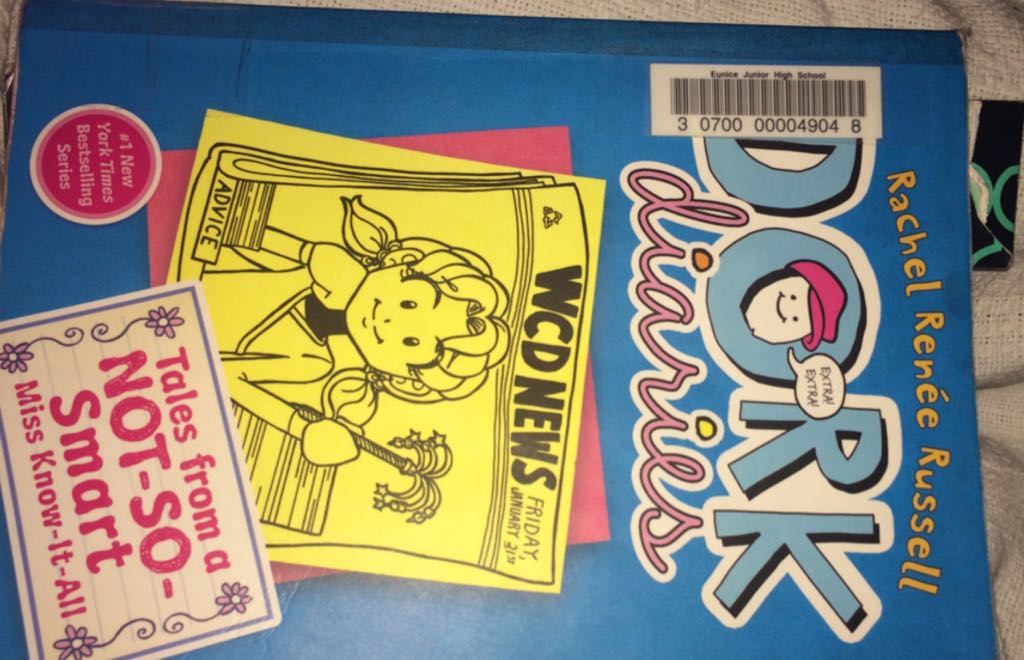 Rachel Renée Russell
Eunice Junior High School
3 0700 00004904 8
DORK
diaries
EXTRA!
EXTRA!
WCD NEWS
FRIDAY,
JANUARY 31ST
ADVICE
#1 New
York Times
Bestselling
Series
Tales from a
NOT-SO-
Smart
Miss Know-It-All